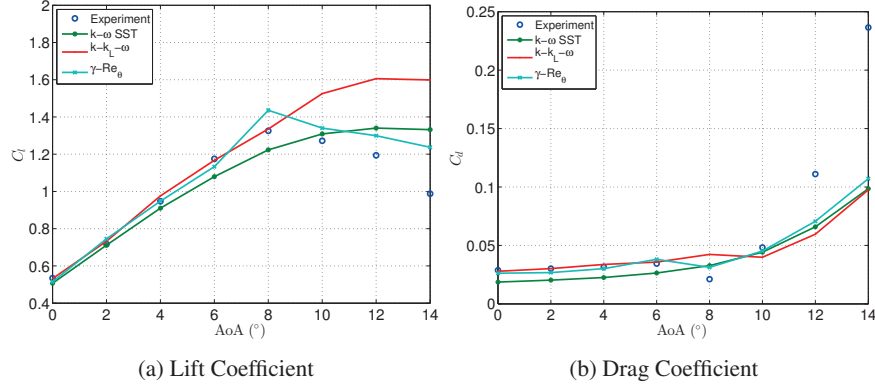 2
1.8
1.6
1.4
1.2
1
0.8
0.6
0.4
C_l
0 2 4 6 8 10 12 14
AoA (°)
Experiment
k−ω SST
k−k_L−ω
γ−Re_θ
(a) Lift Coefficient
0.25
0.2
0.15
0.1
0.05
0
C_d
0 2 4 6 8 10 12 14
AoA (°)
Experiment
k−ω SST
k−k_L−ω
γ−Re_θ
(b) Drag Coefficient